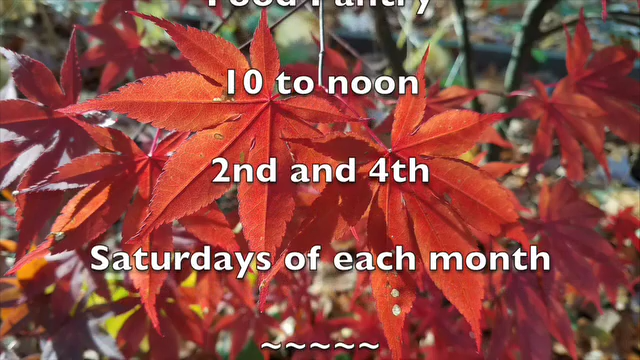 Food Pantry
10 to noon
2nd and 4th
Saturdays of each month
~~~~~